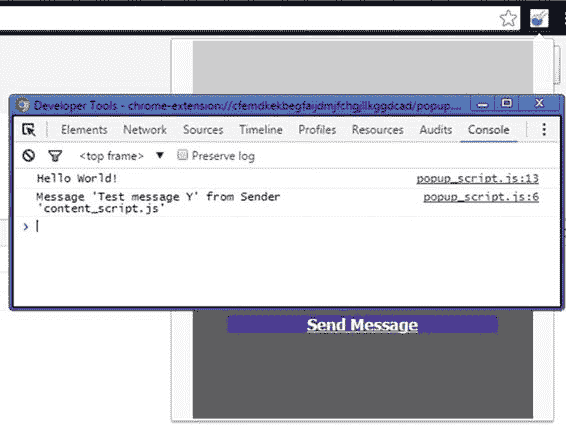 Developer Tools - chrome-extension://cfemdkekbegfaijdmjfchgjlkggdcad/popup....
Elements Network Sources Timeline Profiles Resources Audits Console
<top frame> ▼ Preserve log
Hello World! popup_script.js:13
Message 'Test message Y' from Sender popup_script.js:6
'content_script.js'
>
Send Message